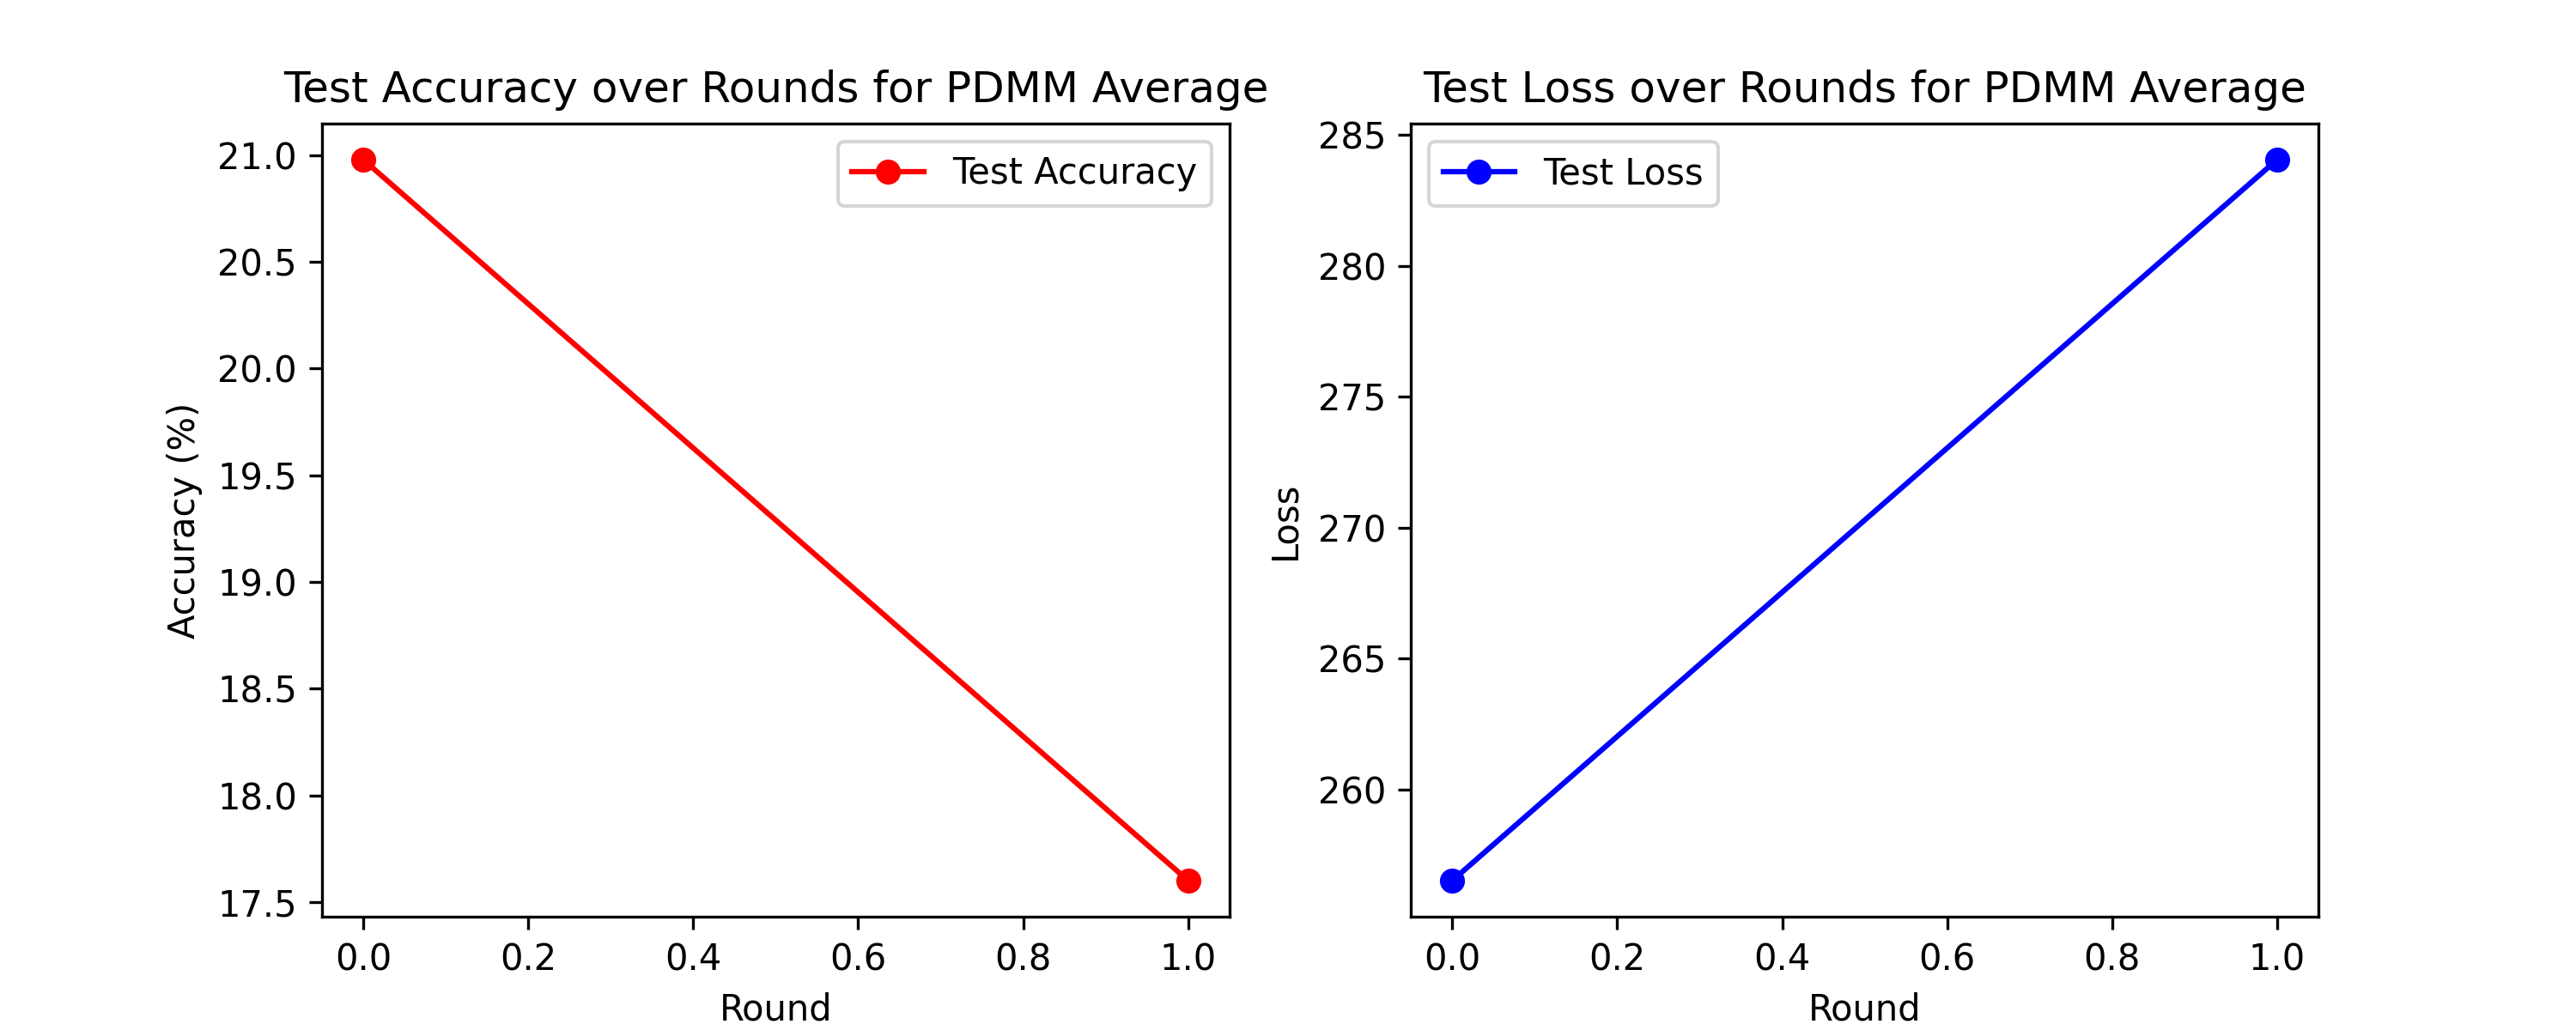 Test Accuracy over Rounds for PDMM Average
Test Accuracy
21.0
20.5
20.0
19.5
19.0
18.5
18.0
17.5
Accuracy (%)
0.0 0.2 0.4 0.6 0.8 1.0
Round
Test Loss over Rounds for PDMM Average
Test Loss
285
280
275
270
265
260
Loss
0.0 0.2 0.4 0.6 0.8 1.0
Round